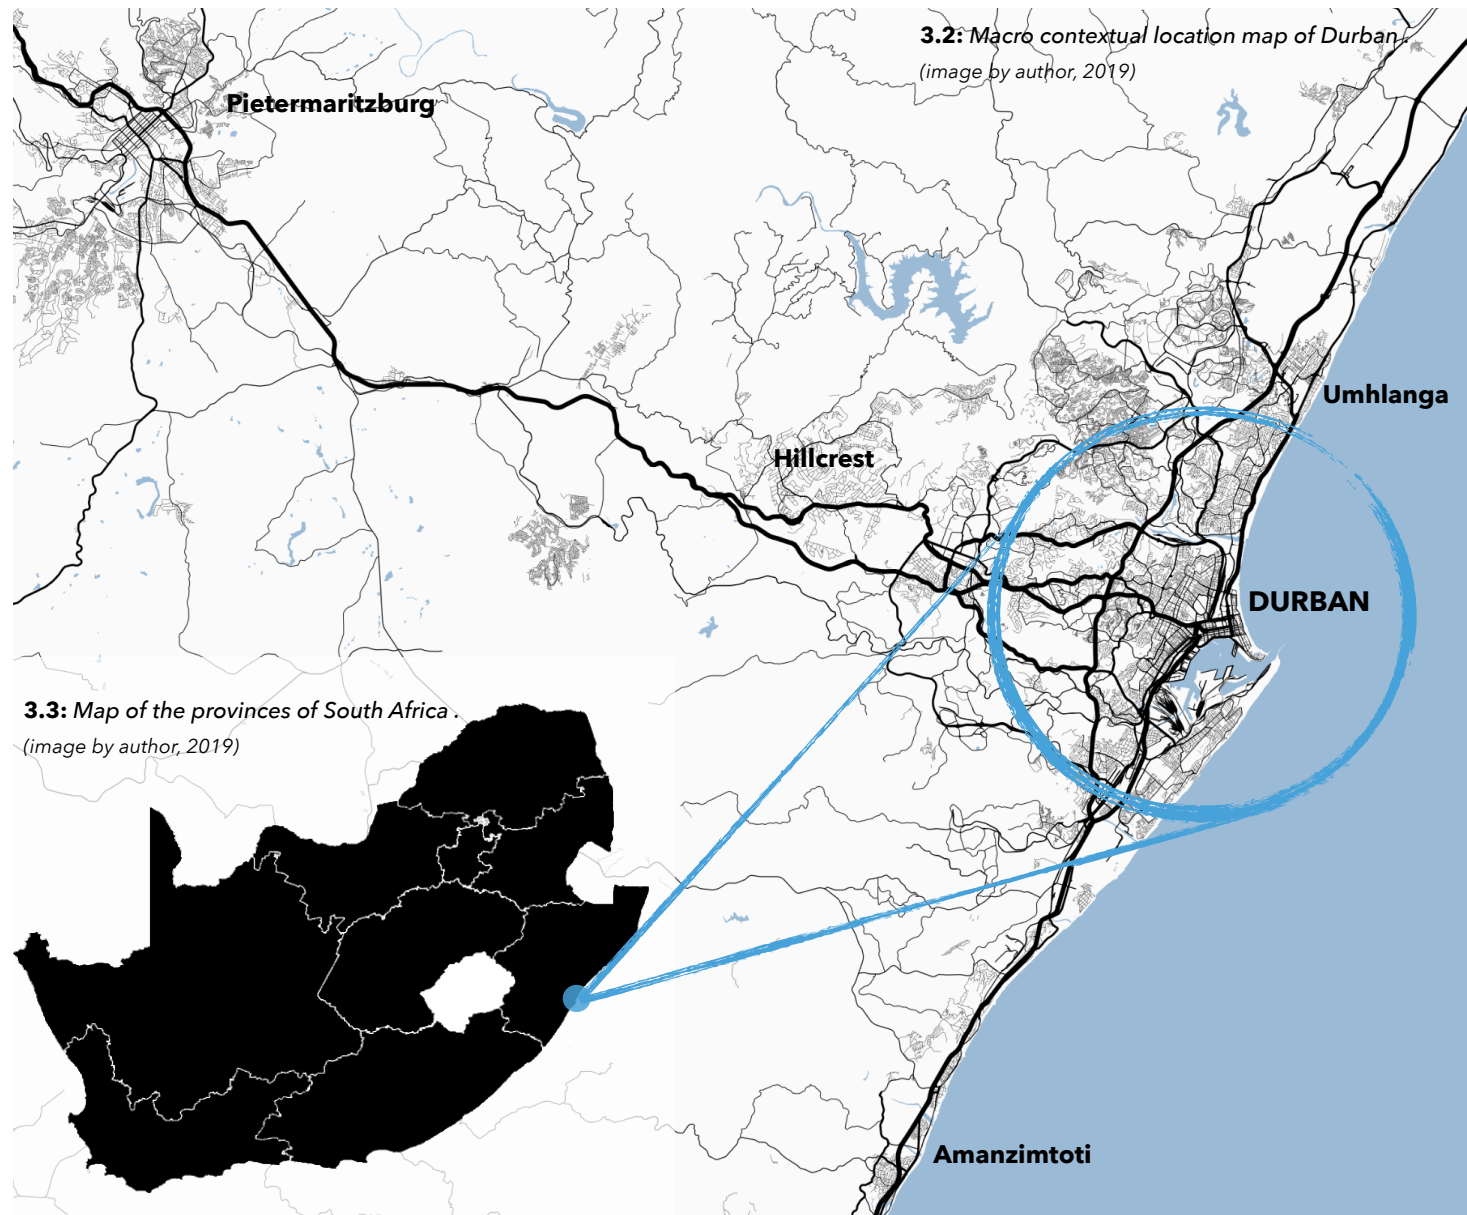 3.2: Macro contextual location map of Durban .
(image by author, 2019)
Pietermaritzburg
Umhlanga
Hillcrest
DURBAN
3.3: Map of the provinces of South Africa .
(image by author, 2019)
Amanzimtoti